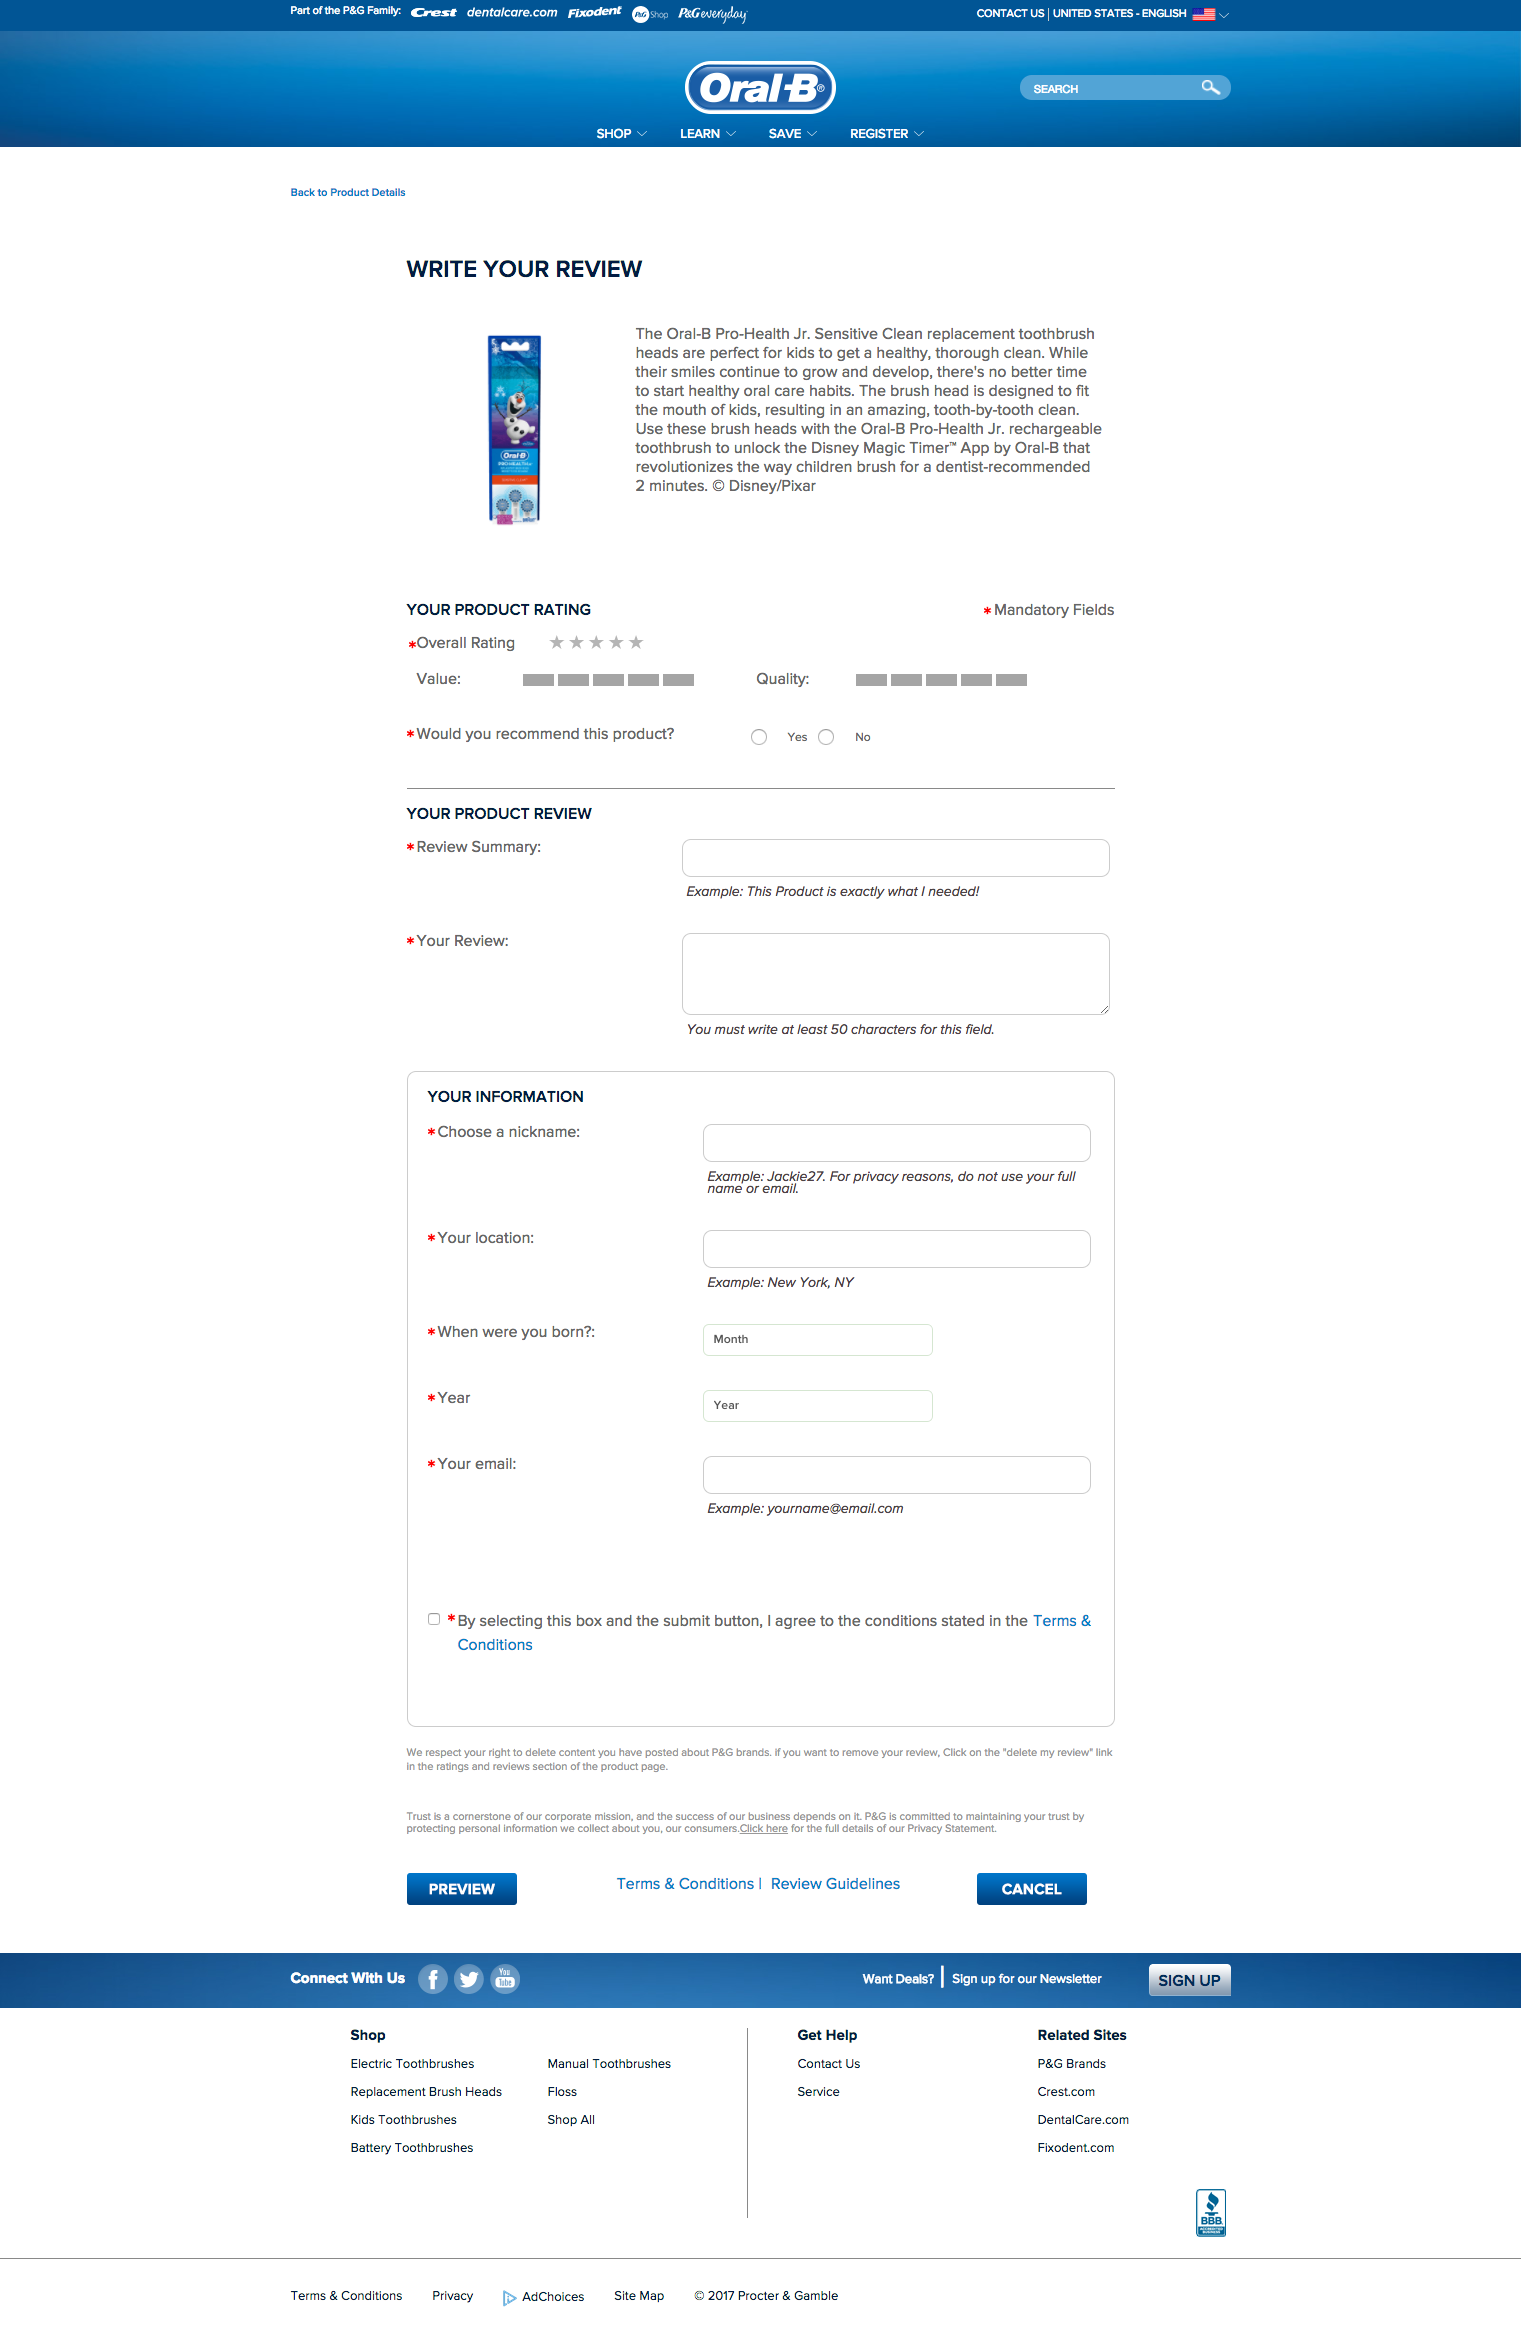 Part of the P&G Family: Crest dentalcare.com Fixodent P&G Shop P&G everyday
CONTACT US | UNITED STATES - ENGLISH
Oral-B®
SEARCH
SHOP LEARN SAVE REGISTER
Back to Product Details
WRITE YOUR REVIEW
The Oral-B Pro-Health Jr. Sensitive Clean replacement toothbrush
heads are perfect for kids to get a healthy, thorough clean. While
their smiles continue to grow and develop, there's no better time
to start healthy oral care habits. The brush head is designed to fit
the mouth of kids, resulting in an amazing, tooth-by-tooth clean.
Use these brush heads with the Oral-B Pro-Health Jr. rechargeable
toothbrush to unlock the Disney Magic Timer™ App by Oral-B that
revolutionizes the way children brush for a dentist-recommended
2 minutes. © Disney/Pixar
Oral-B
YOUR PRODUCT RATING
* Mandatory Fields
*Overall Rating
Value:
Quality:
*Would you recommend this product?
Yes
No
YOUR PRODUCT REVIEW
*Review Summary:
Example: This Product is exactly what I needed!
*Your Review:
You must write at least 50 characters for this field.
YOUR INFORMATION
*Choose a nickname:
Example: Jackie27. For privacy reasons, do not use your full
name or email.
*Your location:
Example: New York, NY
*When were you born?:
Month
*Year
Year
*Your email:
Example: yourname@email.com
*By selecting this box and the submit button, I agree to the conditions stated in the Terms &
Conditions
We respect your right to delete content you have posted about P&G brands. if you want to remove your review, Click on the "delete my review" link
in the ratings and reviews section of the product page.
Trust is a cornerstone of our corporate mission, and the success of our business depends on it. P&G is committed to maintaining your trust by
protecting personal information we collect about you, our consumers.Click here for the full details of our Privacy Statement.
PREVIEW
Terms & Conditions | Review Guidelines
CANCEL
Connect With Us
You Tube
Want Deals? | Sign up for our Newsletter
SIGN UP
Shop
Electric Toothbrushes
Replacement Brush Heads
Kids Toothbrushes
Battery Toothbrushes
Manual Toothbrushes
Floss
Shop All
Get Help
Contact Us
Service
Related Sites
P&G Brands
Crest.com
DentalCare.com
Fixodent.com
BBB
Terms & Conditions
Privacy
AdChoices
Site Map
© 2017 Procter & Gamble